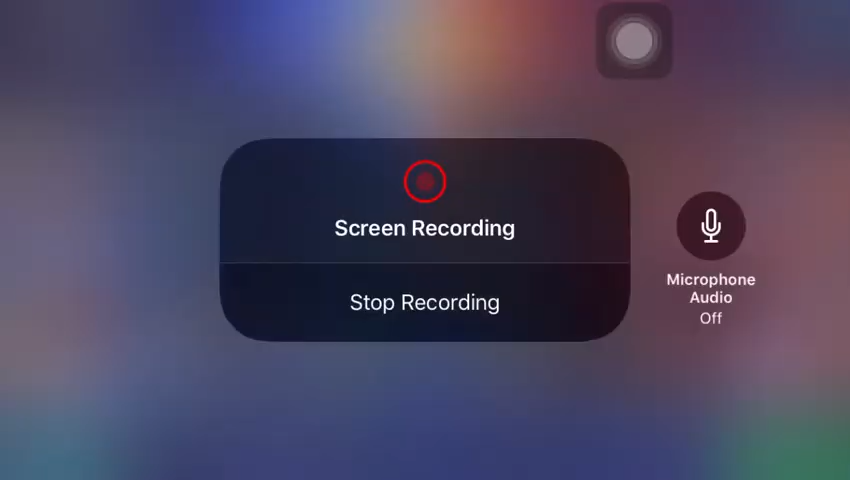 Screen Recording
Stop Recording
Microphone
Audio
Off